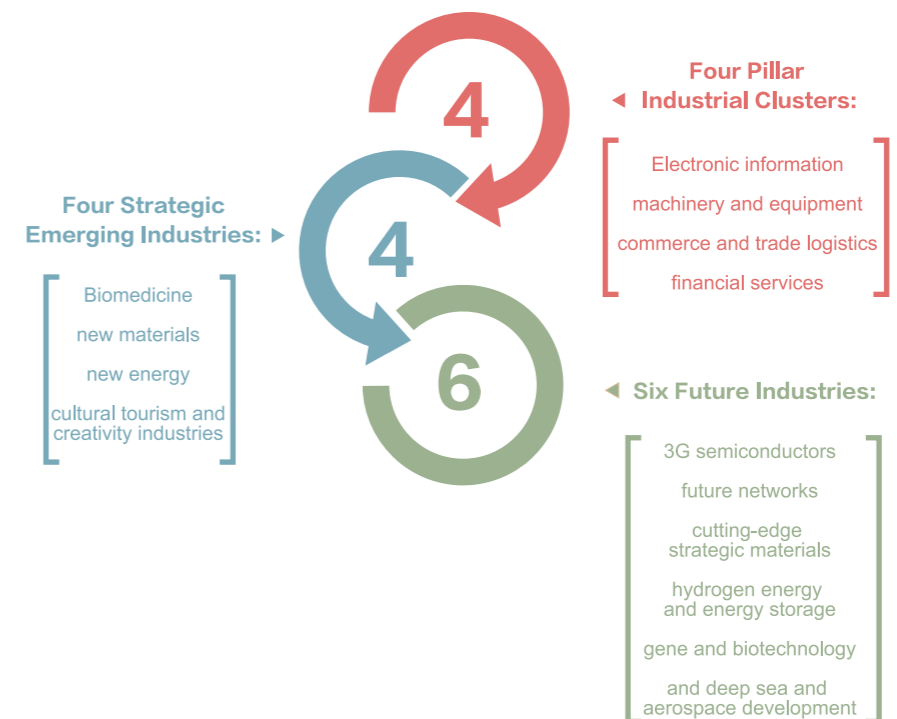 4
Four Pillar
Industrial Clusters:
Electronic information
machinery and equipment
commerce and trade logistics
financial services
Four Strategic
Emerging Industries:
4
Biomedicine
new materials
new energy
cultural tourism and
creativity industries
6
Six Future Industries:
3G semiconductors
future networks
cutting-edge
strategic materials
hydrogen energy
and energy storage
gene and biotechnology
and deep sea and
aerospace development